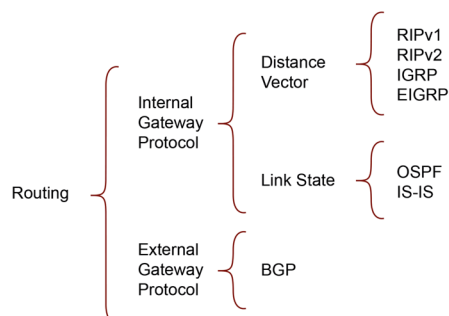 Routing
Internal
Gateway
Protocol
Distance
Vector
RIPv1
RIPv2
IGRP
EIGRP
Link State
OSPF
IS-IS
External
Gateway
Protocol
BGP